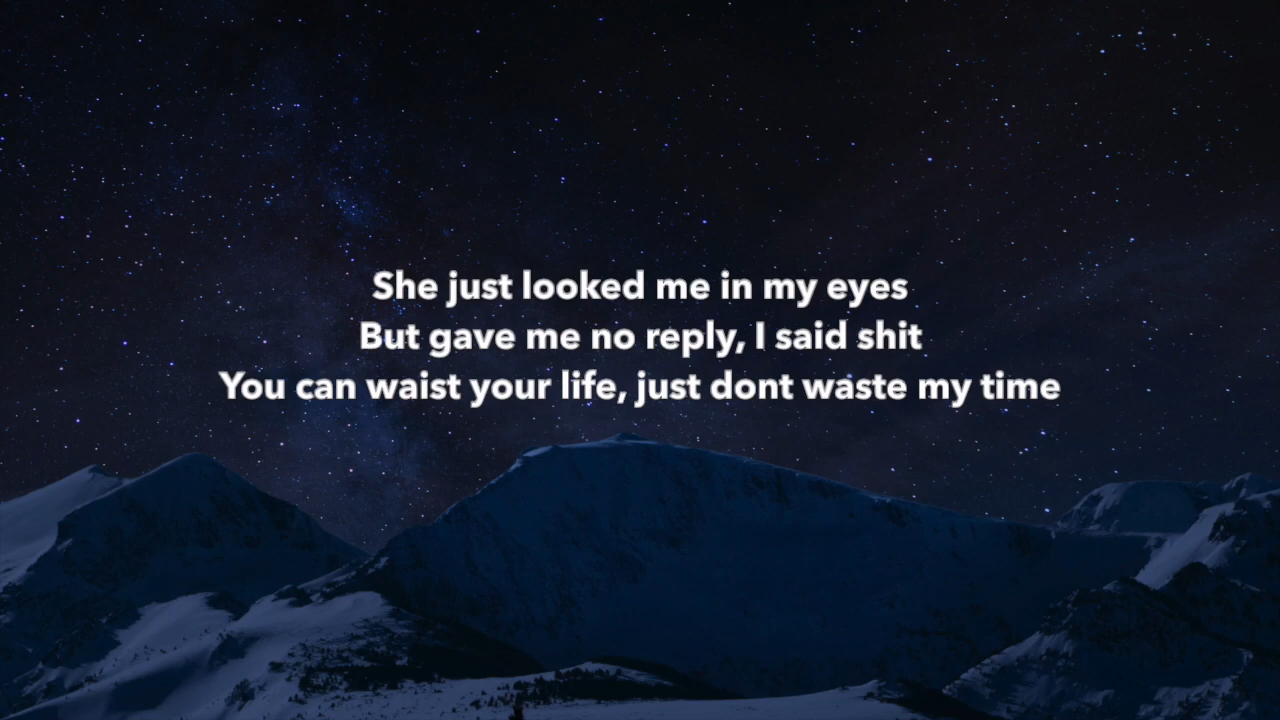 She just looked me in my eyes
But gave me no reply, I said shit
You can waist your life, just dont waste my time